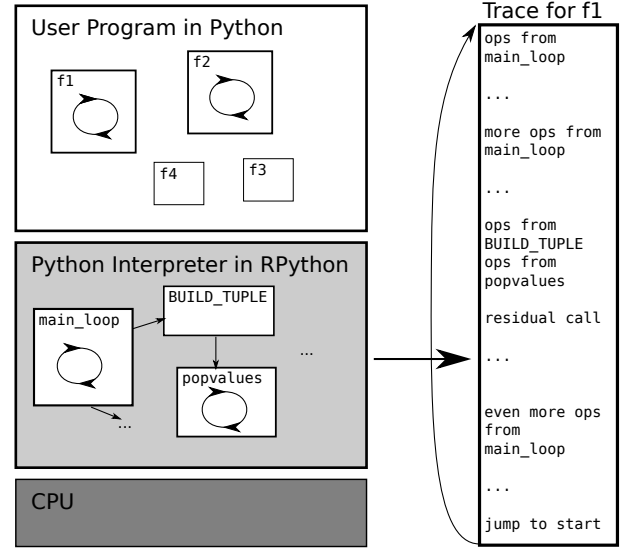 User Program in Python
f1
f2
f4
f3
Python Interpreter in RPython
main_loop
BUILD_TUPLE
popvalues
...
...
CPU
Trace for f1
ops from
main_loop
...
more ops from
main_loop
...
ops from
BUILD_TUPLE
ops from
popvalues
residual call
...
even more ops
from
main_loop
...
jump to start